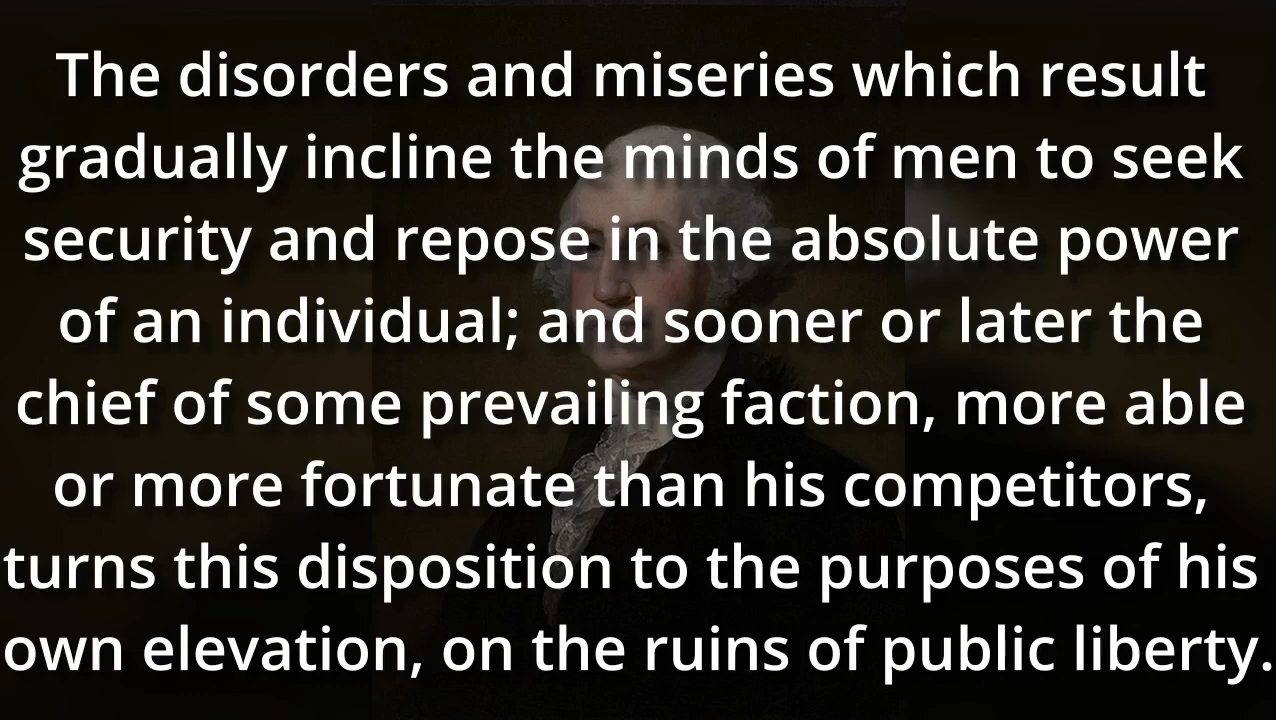 The disorders and miseries which result
gradually incline the minds of men to seek
security and repose in the absolute power
of an individual; and sooner or later the
chief of some prevailing faction, more able
or more fortunate than his competitors,
turns this disposition to the purposes of his
own elevation, on the ruins of public liberty.